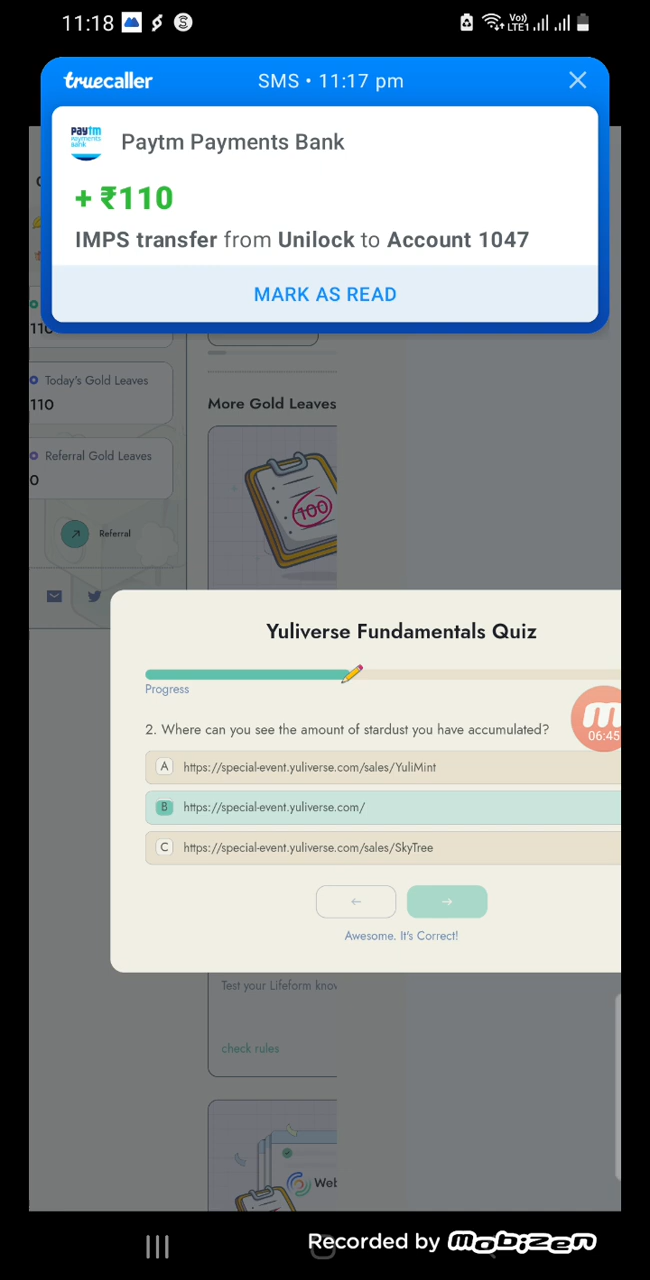 11:18
Vo))
LTE1
truecaller
SMS • 11:17 pm
paytm
payments
bank
Paytm Payments Bank
+ ₹110
IMPS transfer from Unilock to Account 1047
MARK AS READ
110
Today's Gold Leaves
110
Referral Gold Leaves
0
Referral
More Gold Leaves
100
Yuliverse Fundamentals Quiz
Progress
06:45
2. Where can you see the amount of stardust you have accumulated?
A https://special-event.yuliverse.com/sales/YuliMint
B https://special-event.yuliverse.com/
C https://special-event.yuliverse.com/sales/SkyTree
← →
Awesome. It's Correct!
Test your Lifeform
check rules
Recorded by mobizen